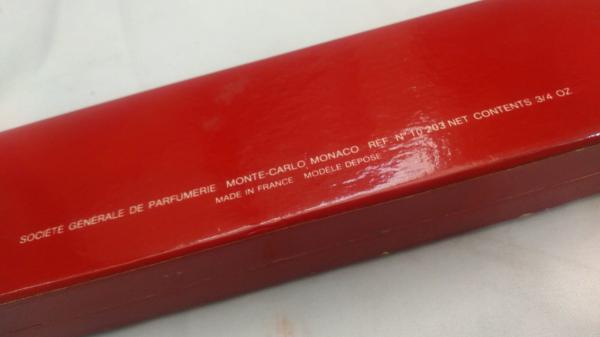 SOCIETE GENERALE DE PARFUMERIE MONTE-CARLO MONACO REF. N° 10 203 NET CONTENTS 3/4 OZ.
MADE IN FRANCE MODELE DEPOSE